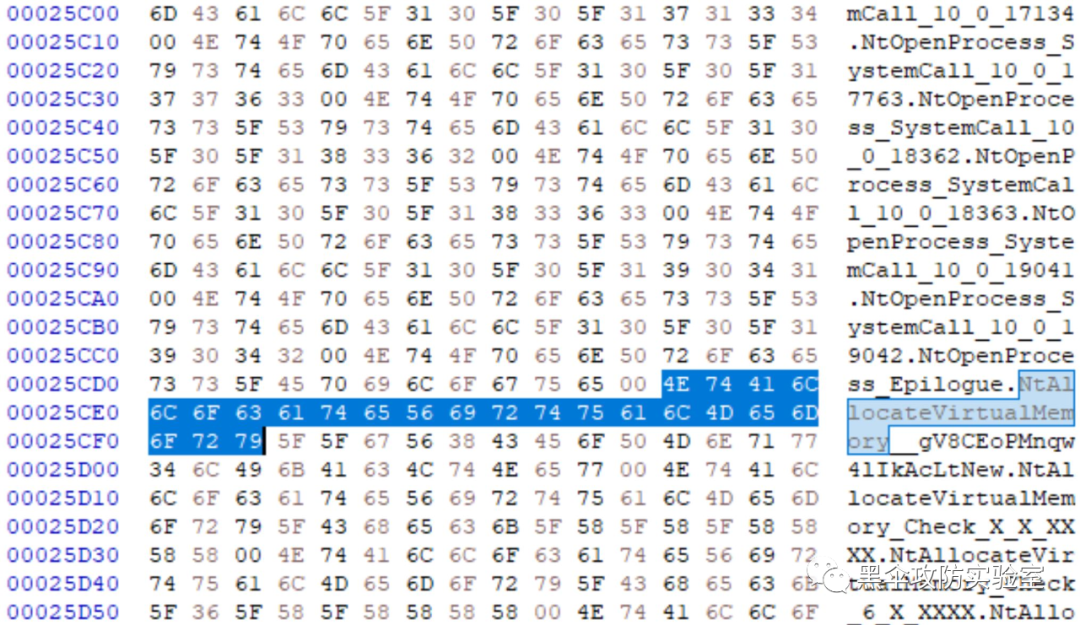 00025C00 6D 43 61 6C 6C 5F 31 30 5F 30 5F 31 37 31 33 34 mCall_10_0_17134
00025C10 00 4E 74 4F 70 65 6E 50 72 6F 63 65 73 73 5F 53 .NtOpenProcess_S
00025C20 79 73 74 65 6D 43 61 6C 6C 5F 31 30 5F 30 5F 31 ystemCall_10_0_1
00025C30 37 37 36 33 00 4E 74 4F 70 65 6E 50 72 6F 63 65 7763.NtOpenProce
00025C40 73 73 5F 53 79 73 74 65 6D 43 61 6C 6C 5F 31 30 ss_SystemCall_10
00025C50 5F 30 5F 31 38 33 36 32 00 4E 74 4F 70 65 6E 50 _0_18362.NtOpenP
00025C60 72 6F 63 65 73 73 5F 53 79 73 74 65 6D 43 61 6C rocess_SystemCal
00025C70 6C 5F 31 30 5F 30 5F 31 38 33 36 33 00 4E 74 4F l_10_0_18363.NtO
00025C80 70 65 6E 50 72 6F 63 65 73 73 5F 53 79 73 74 65 penProcess_Syste
00025C90 6D 43 61 6C 6C 5F 31 30 5F 30 5F 31 39 30 34 31 mCall_10_0_19041
00025CA0 00 4E 74 4F 70 65 6E 50 72 6F 63 65 73 73 5F 53 .NtOpenProcess_S
00025CB0 79 73 74 65 6D 43 61 6C 6C 5F 31 30 5F 30 5F 31 ystemCall_10_0_1
00025CC0 39 30 34 32 00 4E 74 4F 70 65 6E 50 72 6F 63 65 9042.NtOpenProce
00025CD0 73 73 5F 45 70 69 6C 6F 67 75 65 00 4E 74 41 6C ss_Epilogue.NtAl
00025CE0 6C 6F 63 61 74 65 56 69 72 74 75 61 6C 4D 65 6D locateVirtualMem
00025CF0 6F 72 79 5F 5F 67 56 38 43 45 6F 50 4D 6E 71 77 ory__gV8CEoPMnqw
00025D00 34 6C 49 6B 41 63 4C 74 4E 65 77 00 4E 74 41 6C 4lIkAcLtNew.NtAl
00025D10 6C 6F 63 61 74 65 56 69 72 74 75 61 6C 4D 65 6D locateVirtualMem
00025D20 6F 72 79 5F 43 68 65 63 6B 5F 58 5F 58 5F 58 58 ory_Check_X_X_XX
00025D30 58 58 00 4E 74 41 6C 6C 6F 63 61 74 65 56 69 72 XX.NtAllocateVir
00025D40 74 75 61 6C 4D 65 6D 6F 72 79 5F 43 68 65 63 6B tualMemory_Check
00025D50 5F 36 5F 58 5F 58 58 58 58 00 4E 74 41 6C 6C 6F _6_X_XXXX.NtAllo
黑伞攻防实验室